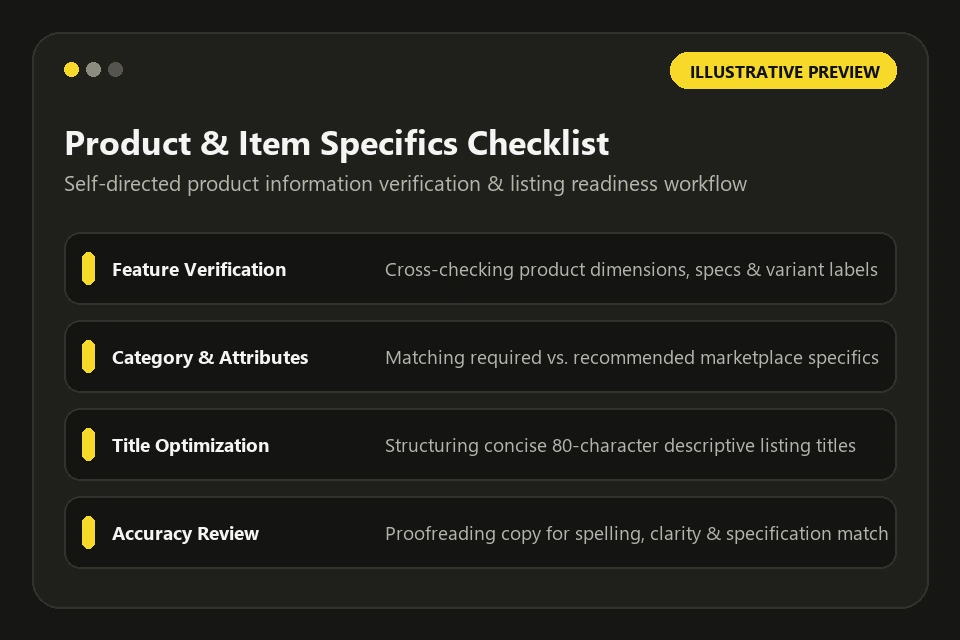 ILLUSTRATIVE PREVIEW
Product & Item Specifics Checklist
Self-directed product information verification & listing readiness workflow
Feature Verification
Cross-checking product dimensions, specs & variant labels
Category & Attributes
Matching required vs. recommended marketplace specifics
Title Optimization
Structuring concise 80-character descriptive listing titles
Accuracy Review
Proofreading copy for spelling, clarity & specification match